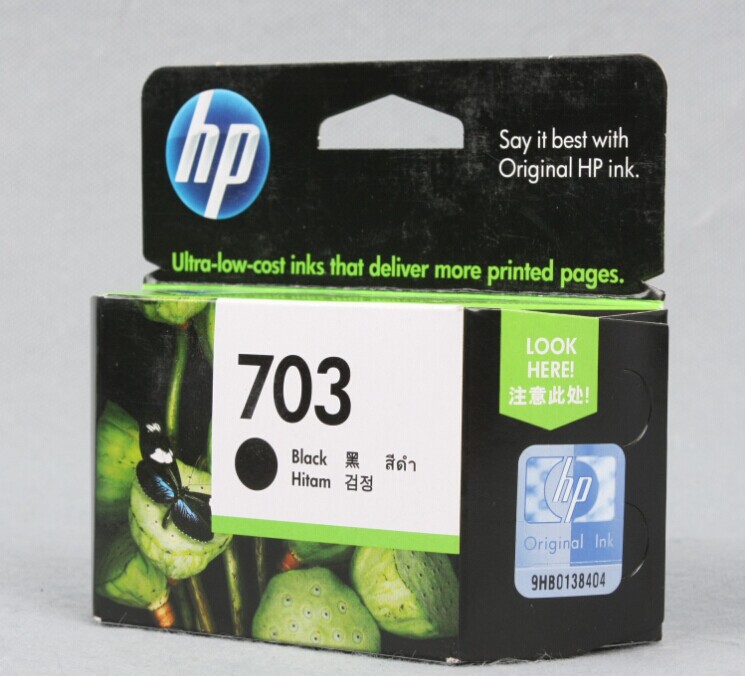 hp
Say it best with
Original HP ink.
Ultra-low-cost inks that deliver more printed pages.
703
Black 黑 สีดำ
Hitam 검정
LOOK
HERE!
注意此处!
hp
Original Ink
9HB0138404